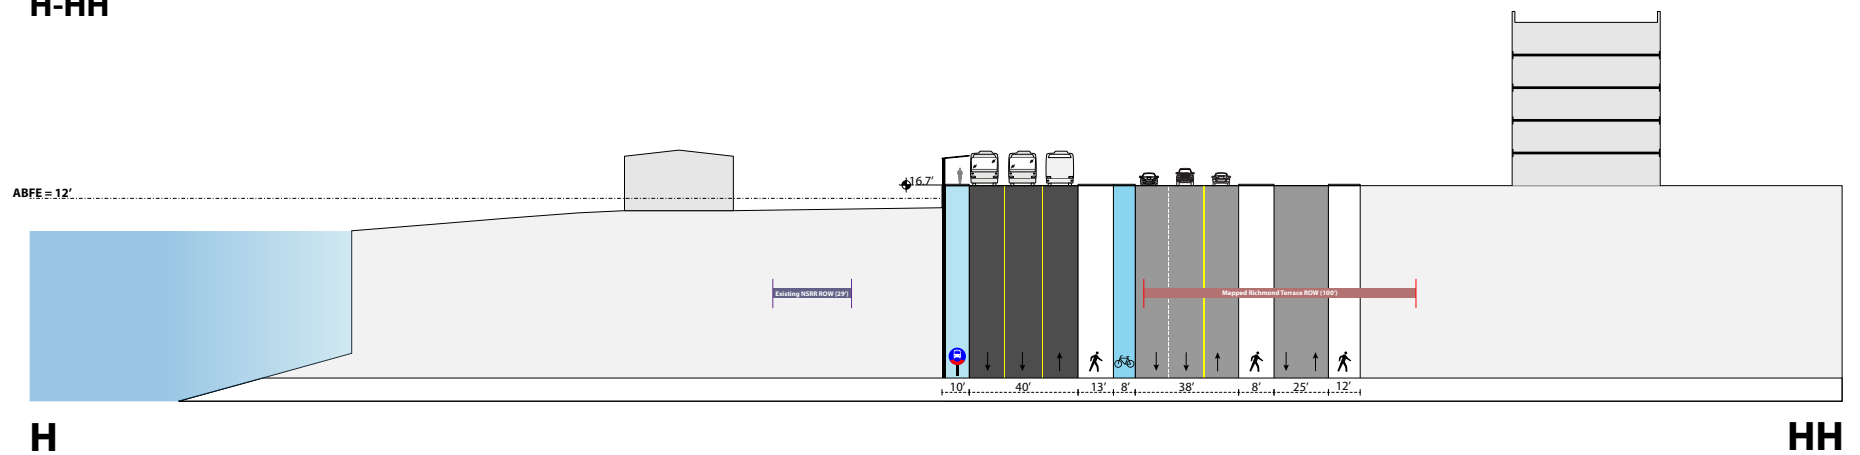 H-HH
16.7’
ABFE = 12’
Existing NSRR ROW (29’)
Mapped Richmond Terrace ROW (100’)
10’ 40’ 13’ 8’ 38’ 8’ 25’ 12’
H HH